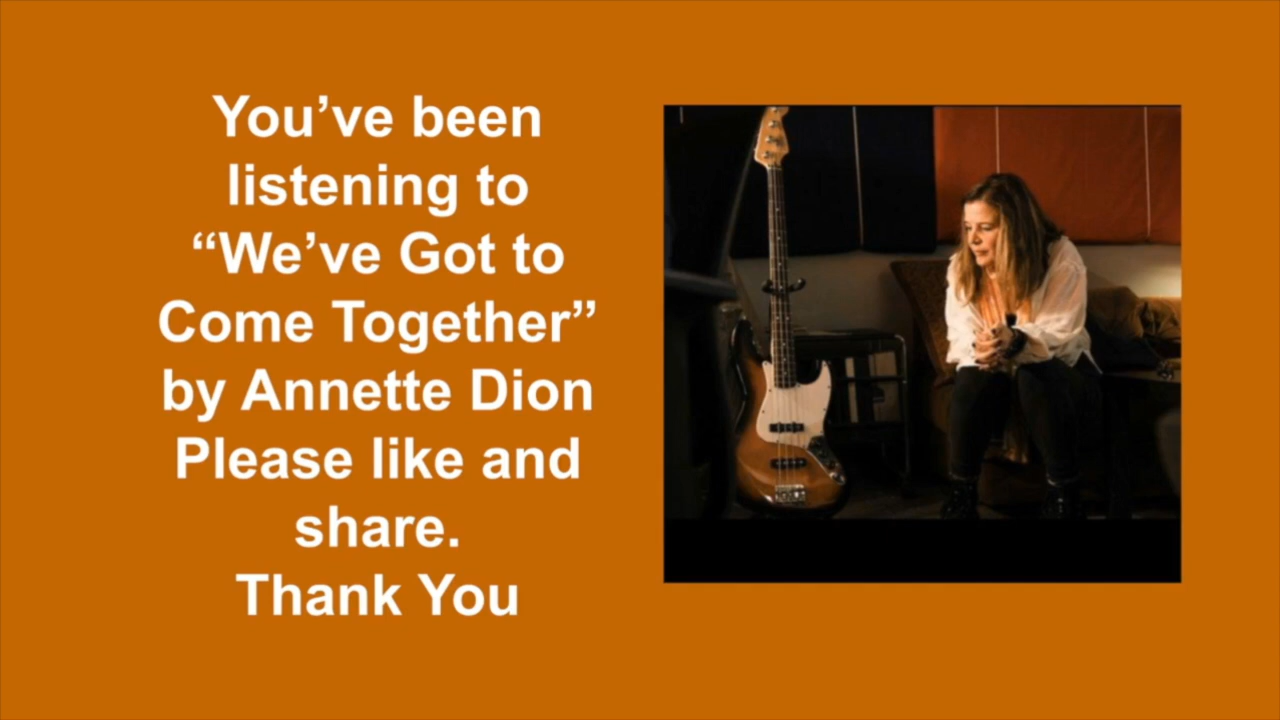 You’ve been
listening to
“We’ve Got to
Come Together”
by Annette Dion
Please like and
share.
Thank You